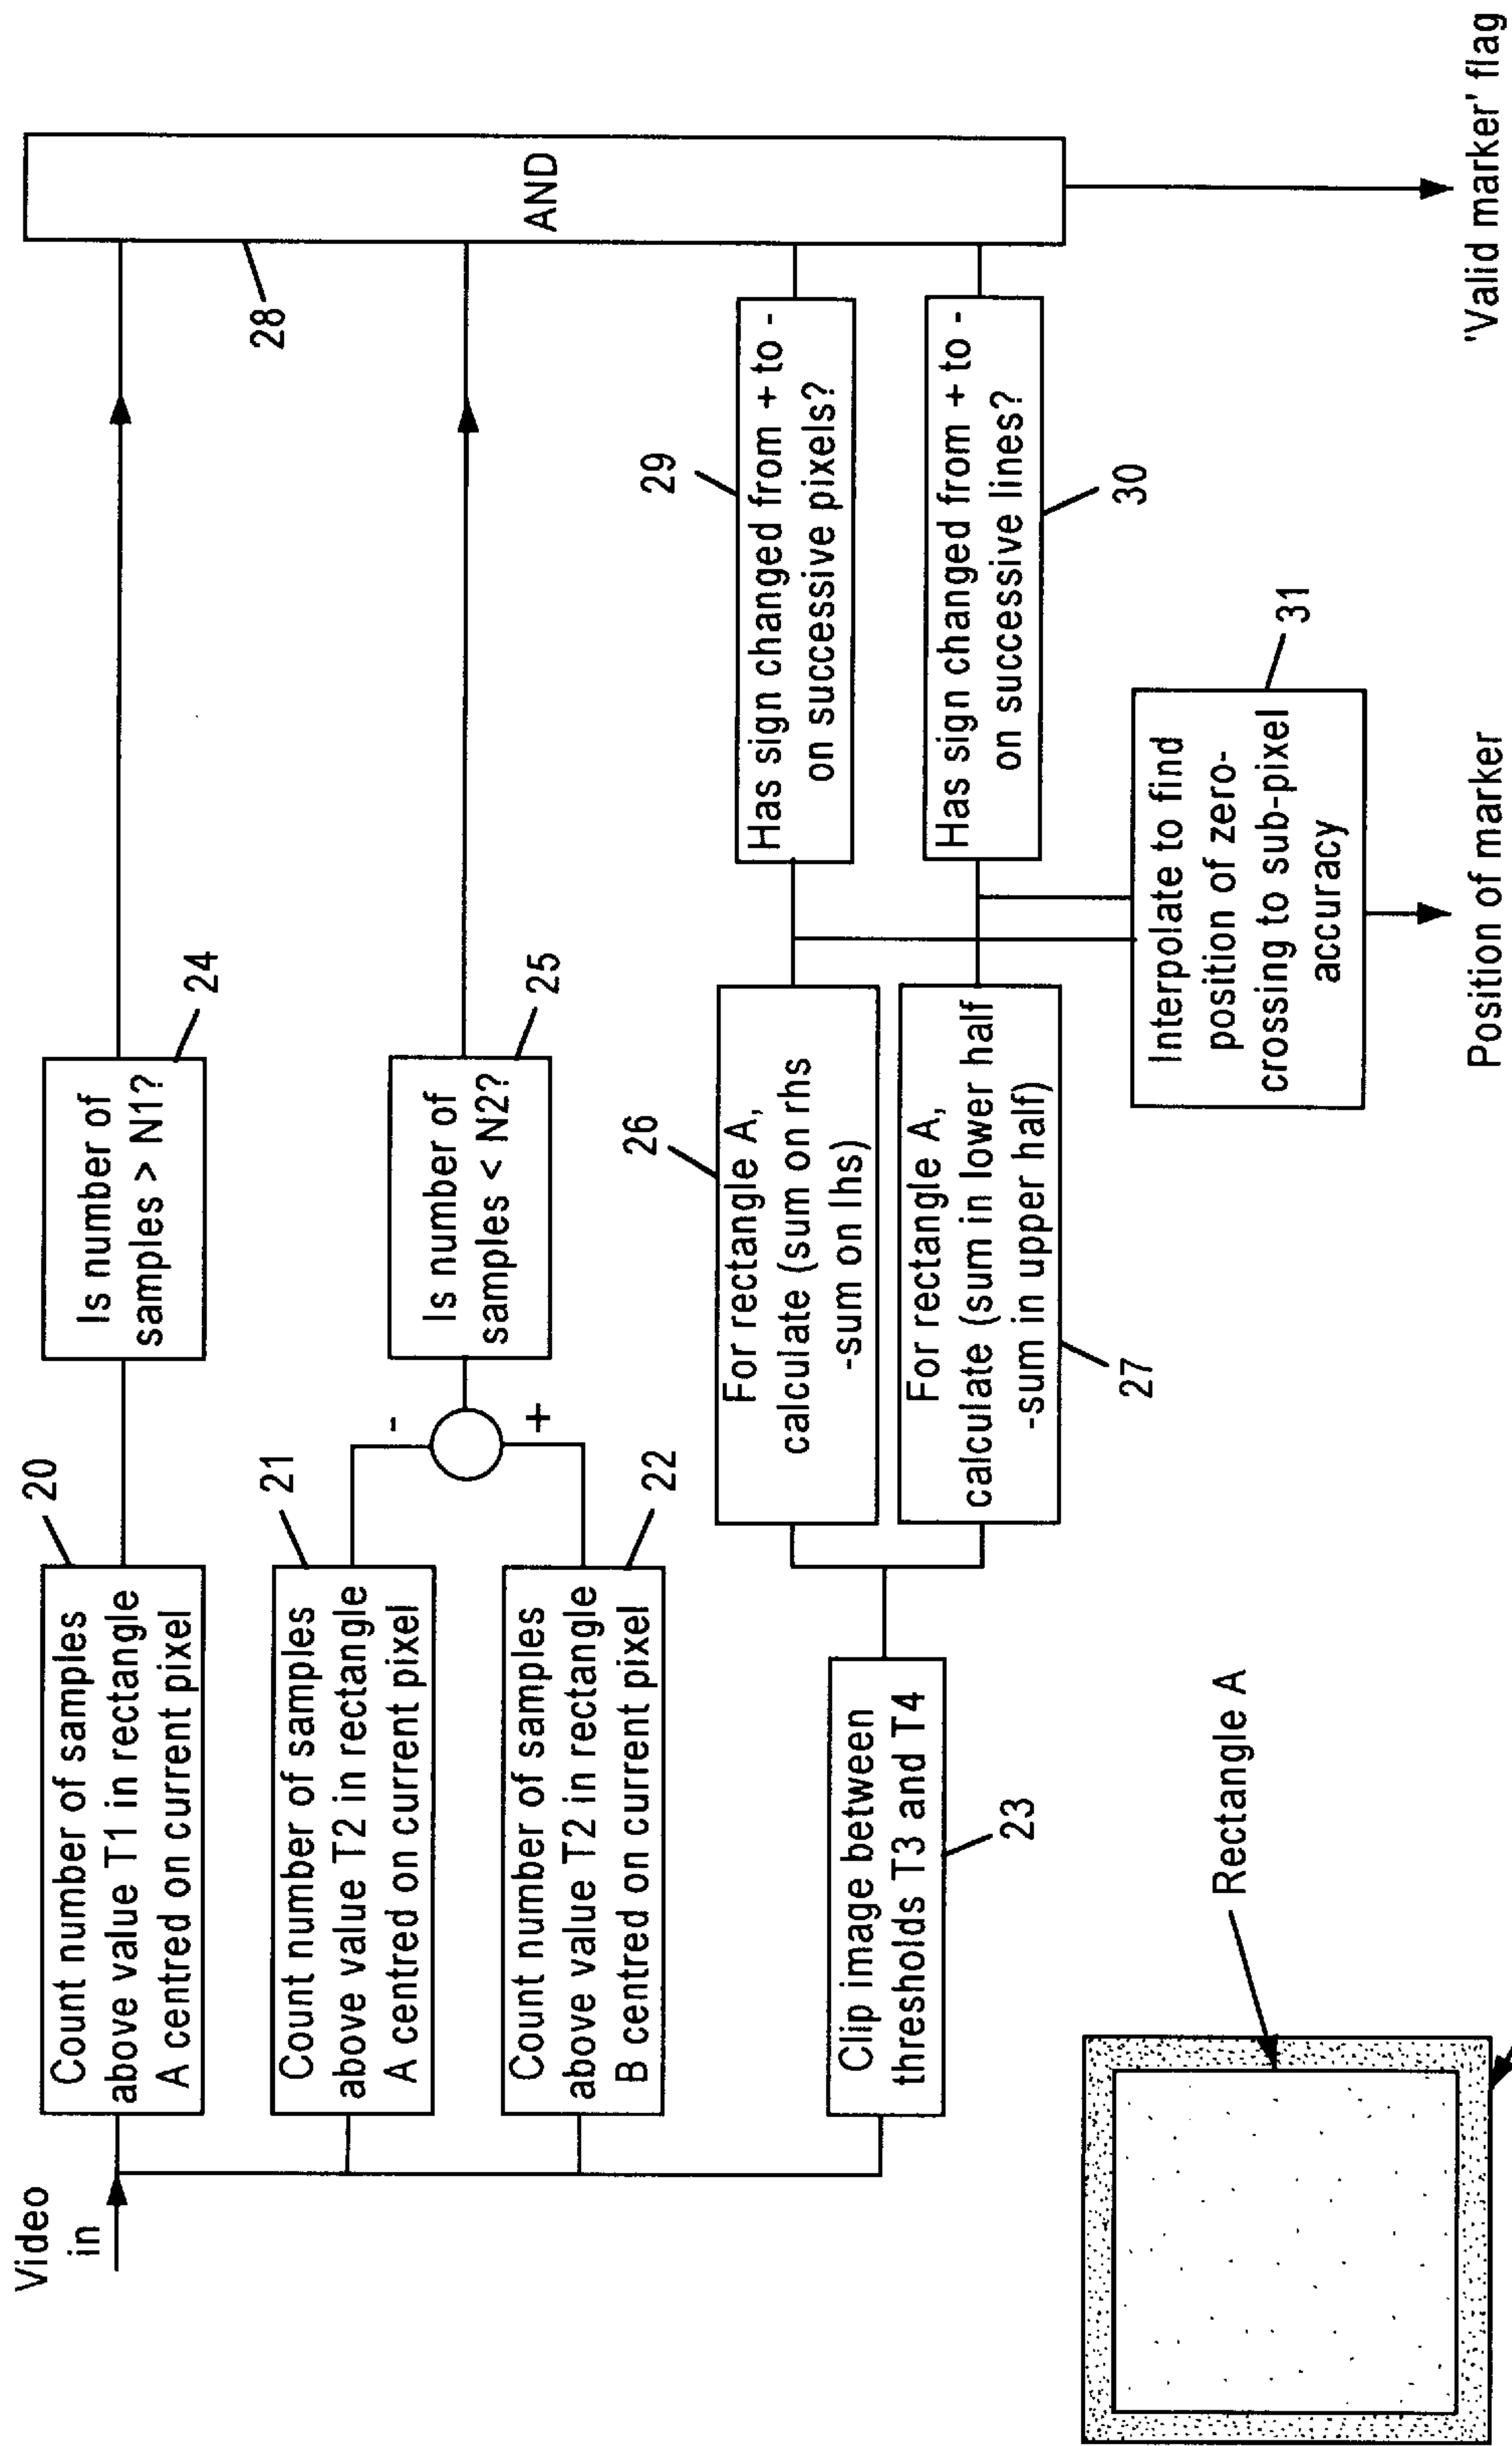 Video
in
Count number of samples
above value T1 in rectangle
A centred on current pixel
20
Is number of
samples > N1?
24
Count number of samples
above value T2 in rectangle
A centred on current pixel
21
-
+
Is number of
samples < N2?
25
Count number of samples
above value T2 in rectangle
B centred on current pixel
22
28
AND
Clip image between
thresholds T3 and T4
23
For rectangle A,
calculate (sum on rhs
-sum on lhs)
26
Has sign changed from + to -
on successive pixels?
29
For rectangle A,
calculate (sum in lower half
-sum in upper half)
27
Has sign changed from + to -
on successive lines?
30
Interpolate to find
position of zero-
crossing to sub-pixel
accuracy
31
Rectangle A
Position of marker
'Valid marker' flag